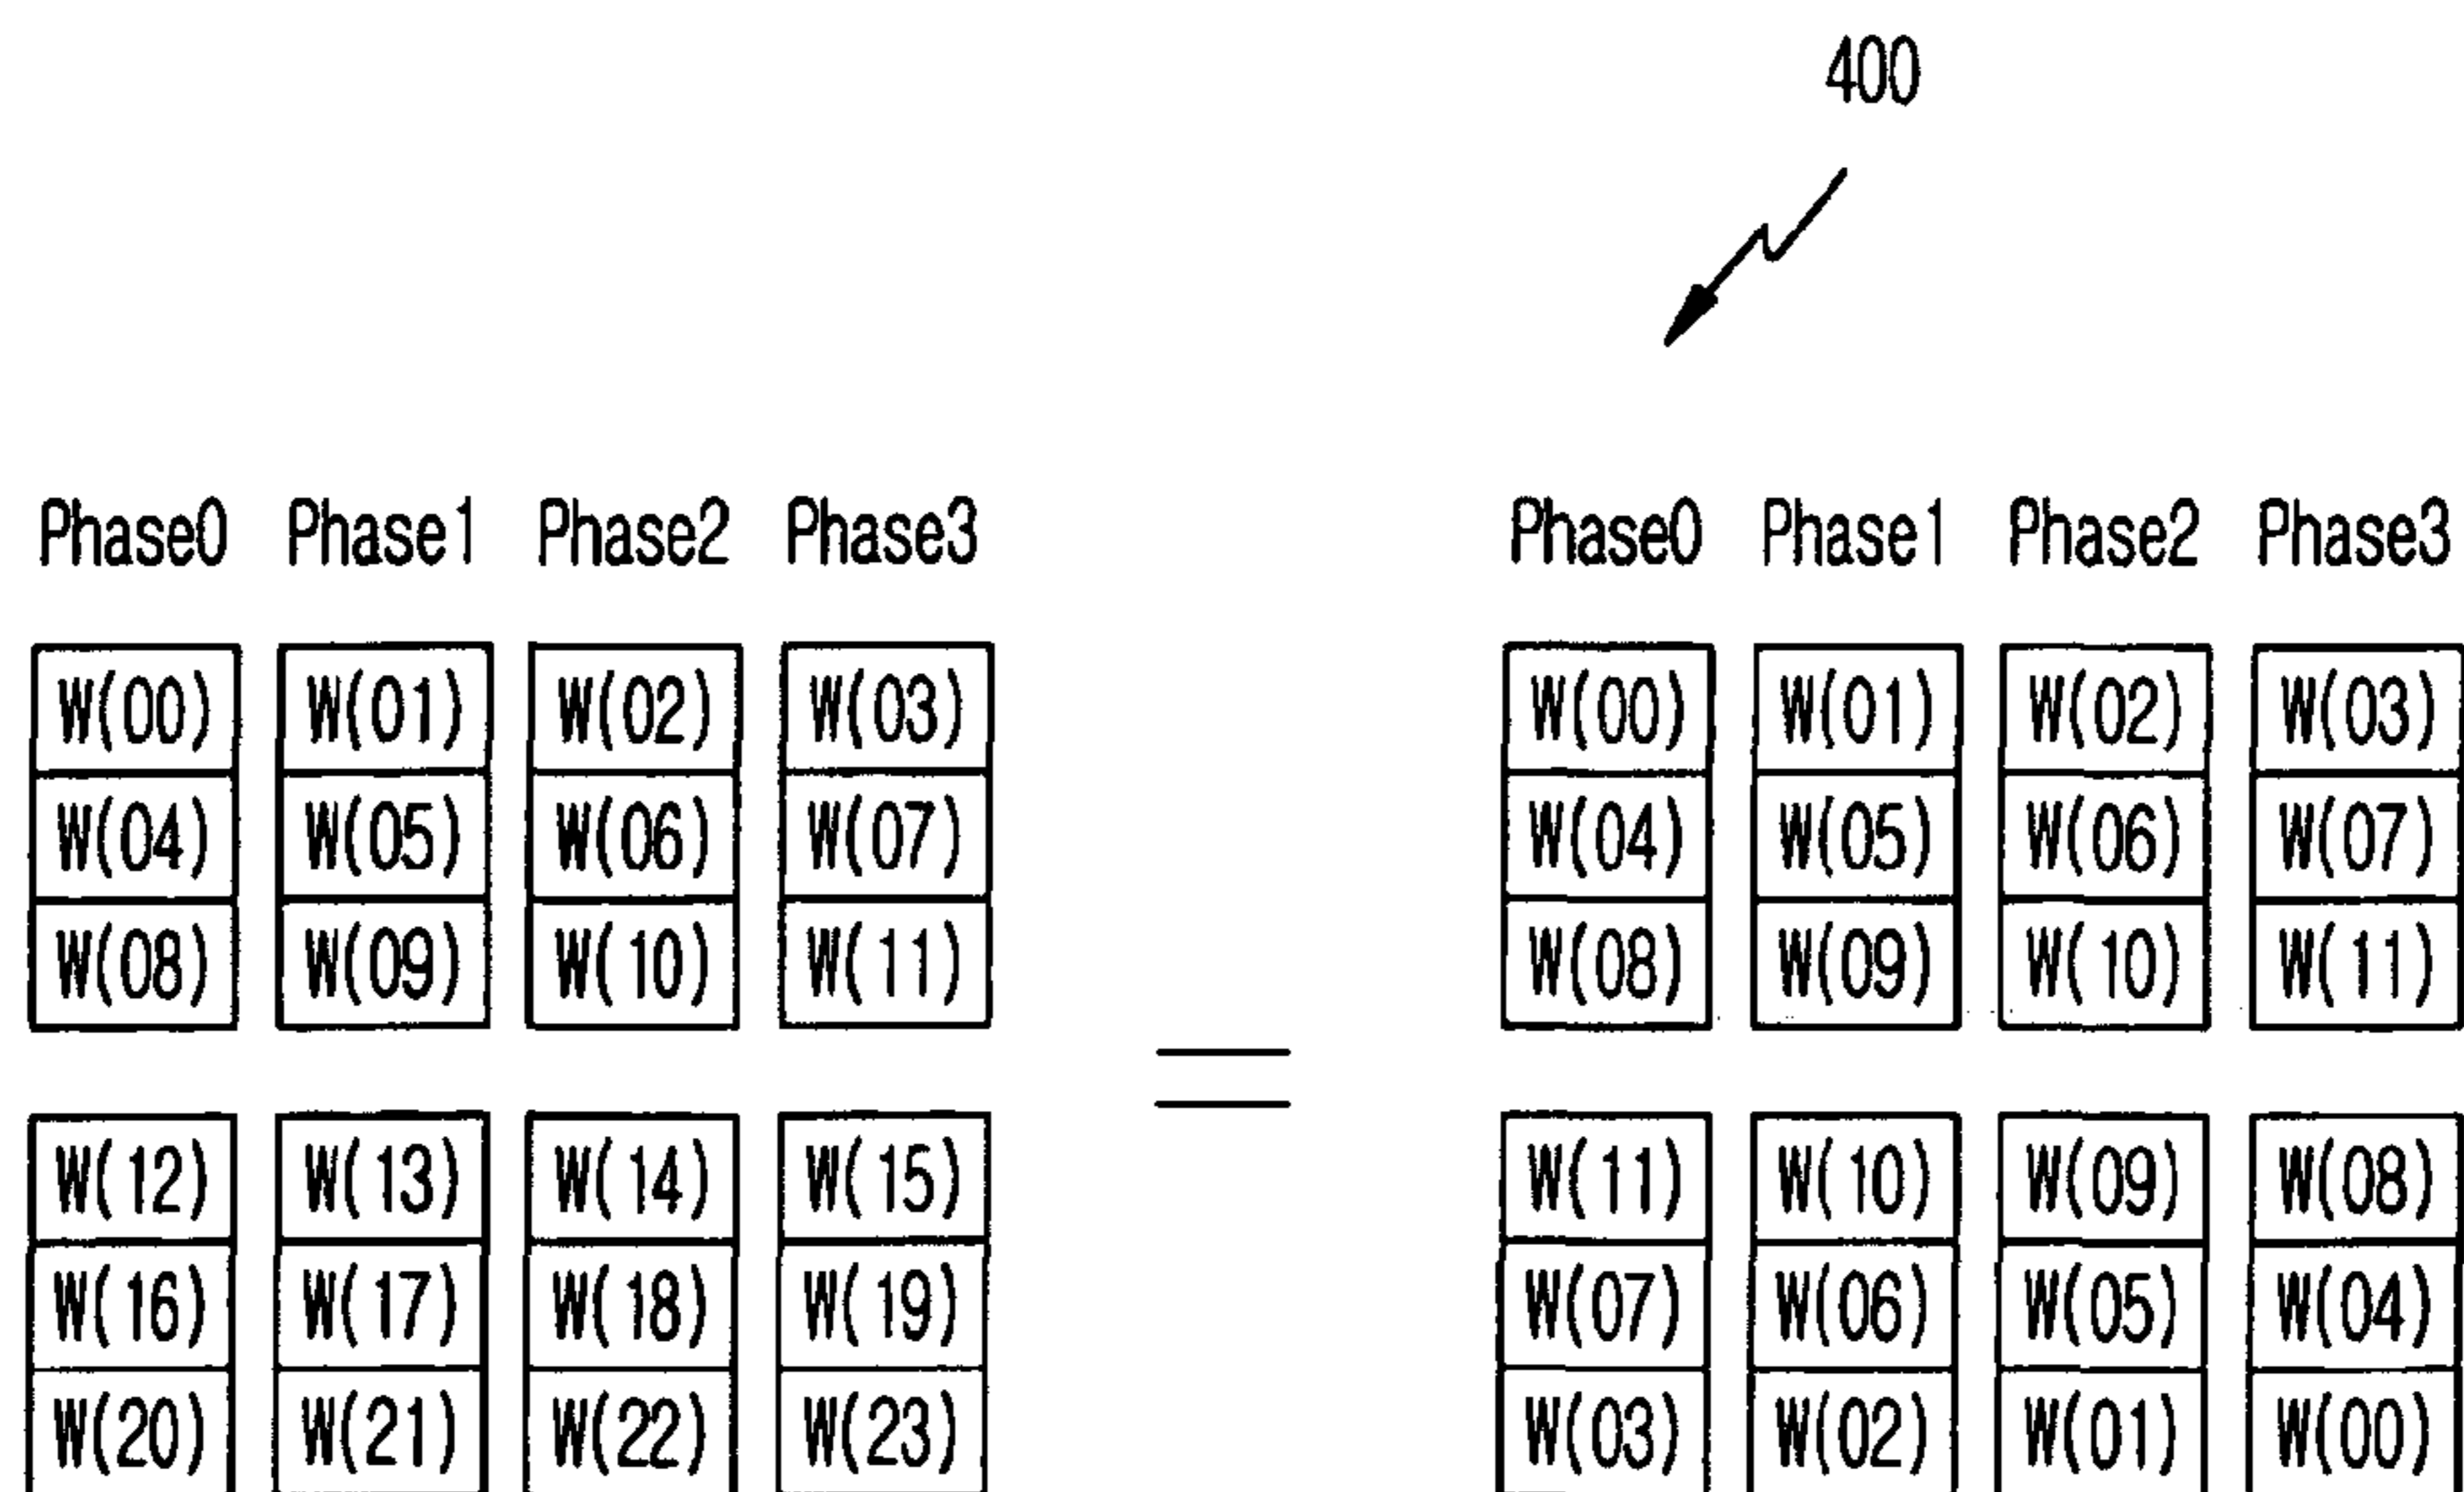 400
Phase0 Phase1 Phase2 Phase3 Phase0 Phase1 Phase2 Phase3
W(00) W(01) W(02) W(03) W(00) W(01) W(02) W(03)
W(04) W(05) W(06) W(07) W(04) W(05) W(06) W(07)
W(08) W(09) W(10) W(11) W(08) W(09) W(10) W(11)
=
W(12) W(13) W(14) W(15) W(11) W(10) W(09) W(08)
W(16) W(17) W(18) W(19) W(07) W(06) W(05) W(04)
W(20) W(21) W(22) W(23) W(03) W(02) W(01) W(00)